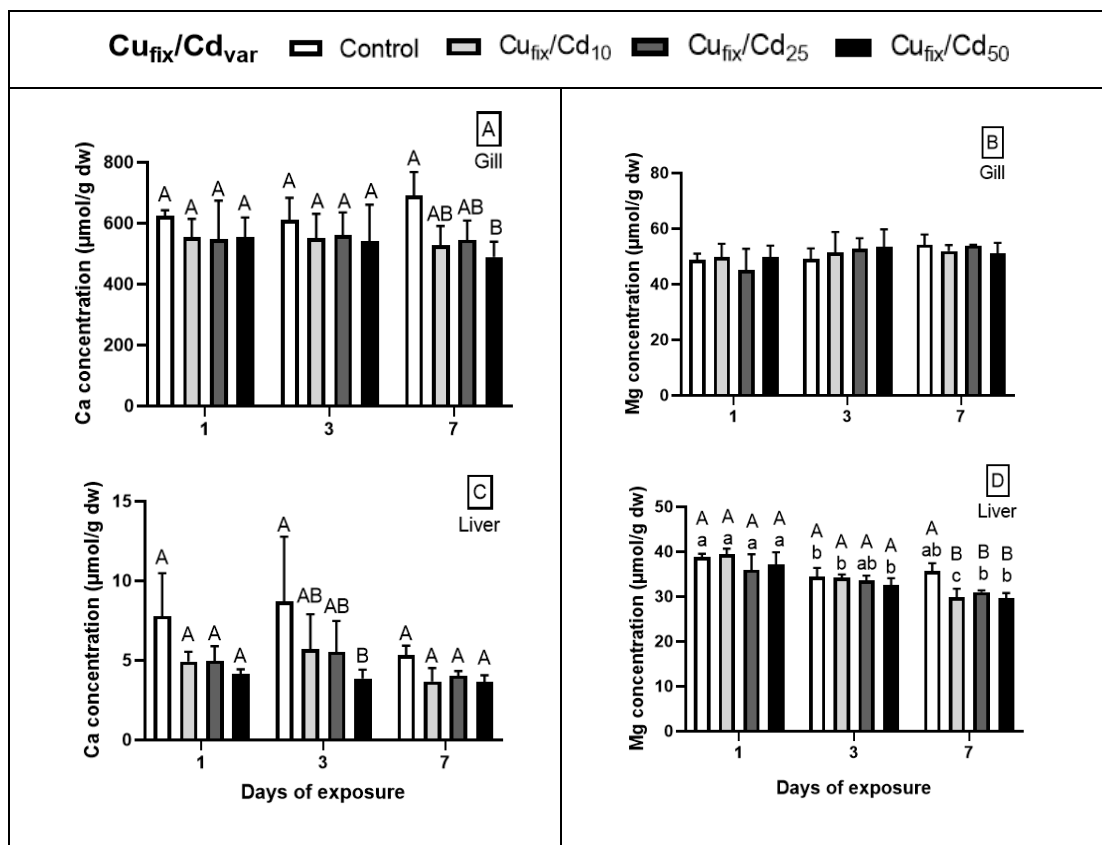 Cufix/Cdvar Control Cufix/Cd10 Cufix/Cd25 Cufix/Cd50
A
Gill
Ca concentration (µmol/g dw)
800
600
400
200
0
A A A A A A A A A AB AB B
1 3 7
B
Gill
Mg concentration (µmol/g dw)
80
60
40
20
0
1 3 7
C
Liver
Ca concentration (µmol/g dw)
15
10
5
0
A A A A A AB AB B A A A A
1 3 7
Days of exposure
D
Liver
Mg concentration (µmol/g dw)
50
40
30
20
10
0
A A A A A A A A A B B B
a a a a b b ab b ab c b b
1 3 7
Days of exposure